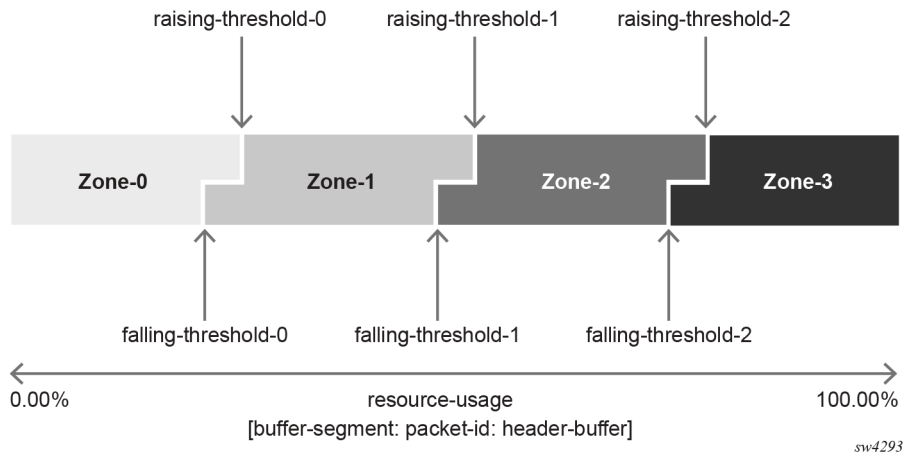 raising-threshold-0 raising-threshold-1 raising-threshold-2
Zone-0 Zone-1 Zone-2 Zone-3
falling-threshold-0 falling-threshold-1 falling-threshold-2
0.00% resource-usage 100.00%
[buffer-segment: packet-id: header-buffer]
sw4293